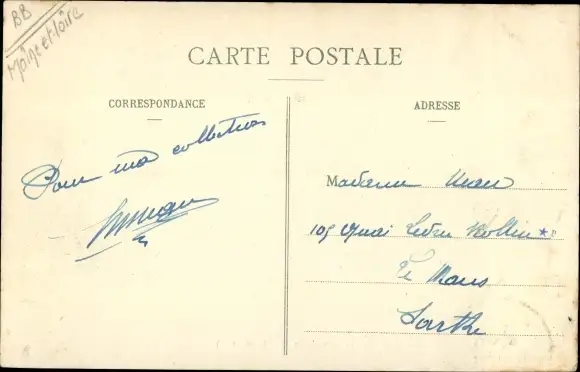 BB
Maine et Loire
CARTE POSTALE
CORRESPONDANCE
ADRESSE
Pour ma collection
Madame
105 Quai Ledru Rollin
Le Mans
Sarthe